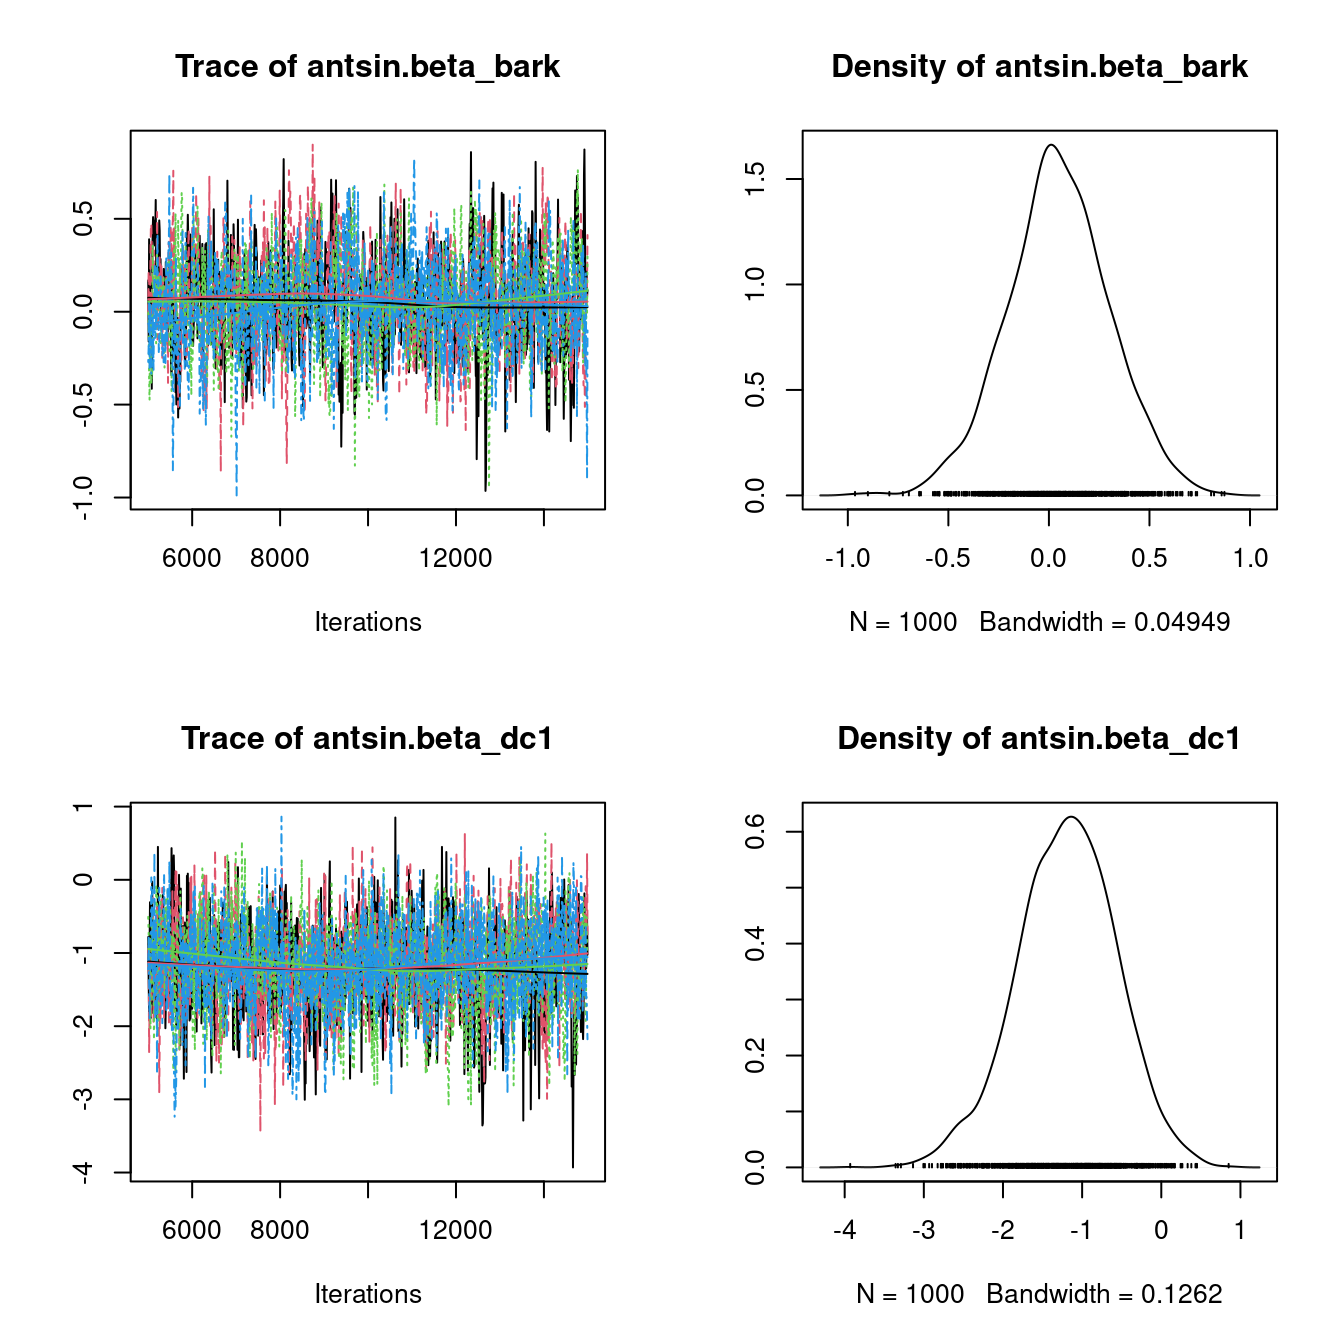 Trace of antsin.beta_bark
0.5
0.0
-0.5
-1.0
6000 8000 12000
Iterations
Density of antsin.beta_bark
1.5
1.0
0.5
0.0
-1.0 -0.5 0.0 0.5 1.0
N = 1000 Bandwidth = 0.04949
Trace of antsin.beta_dc1
1
0
-1
-2
-3
-4
6000 8000 12000
Iterations
Density of antsin.beta_dc1
0.6
0.4
0.2
0.0
-4 -3 -2 -1 0 1
N = 1000 Bandwidth = 0.1262